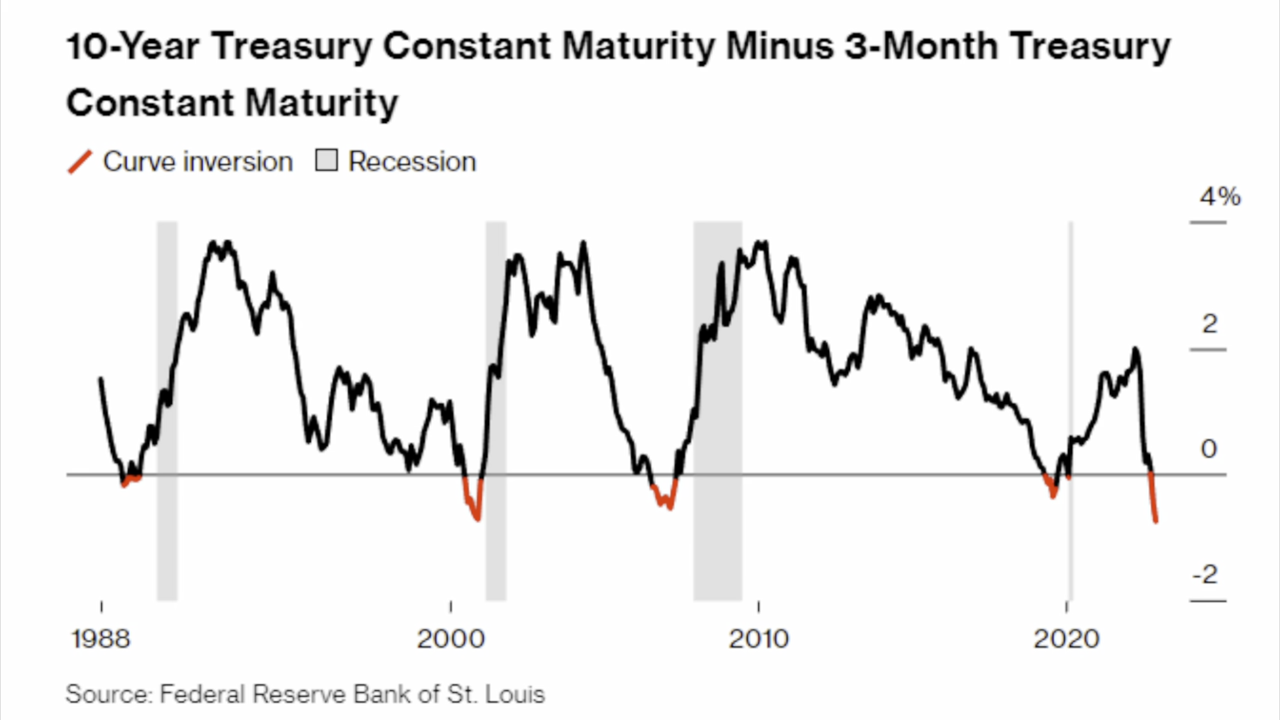 10-Year Treasury Constant Maturity Minus 3-Month Treasury
Constant Maturity
Curve inversion
Recession
4%
2
0
-2
1988
2000
2010
2020
Source: Federal Reserve Bank of St. Louis